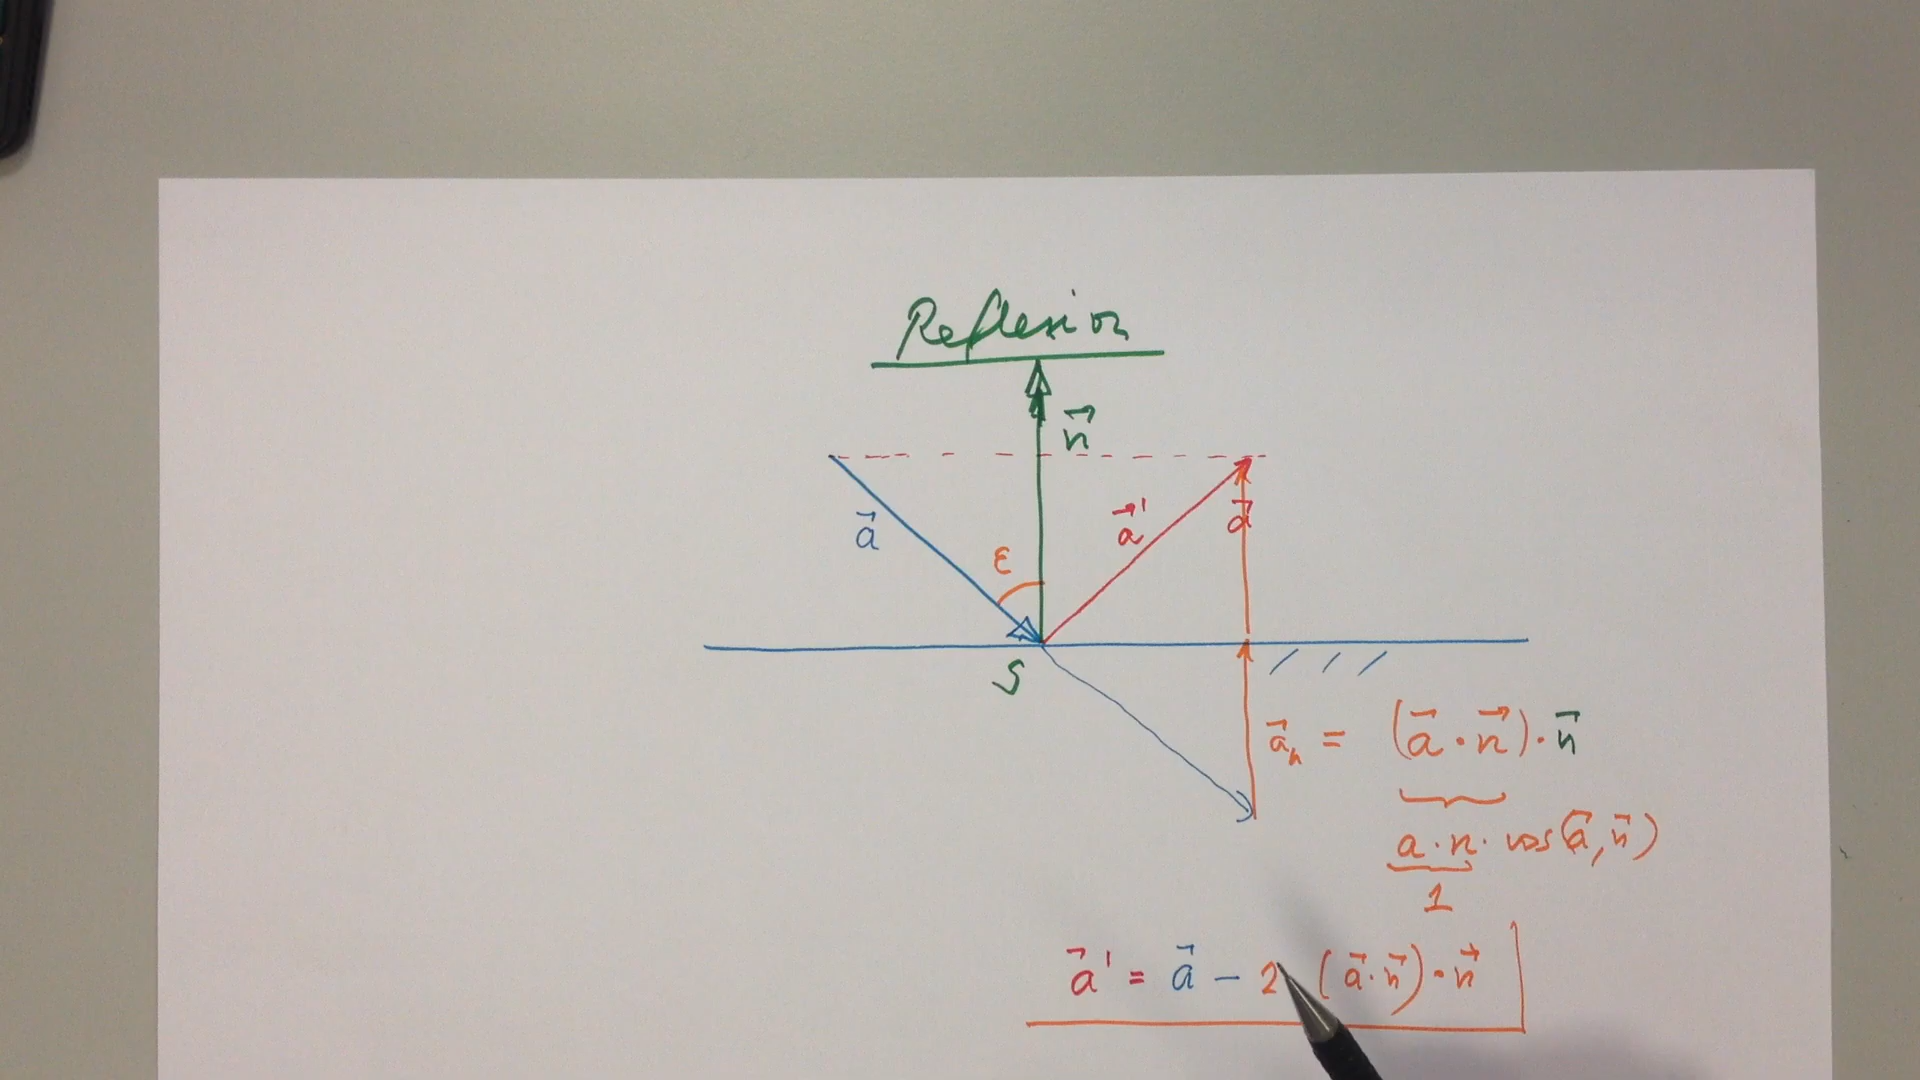 Reflexion
n⃗
a⃗ ε a⃗' a⃗
S
a⃗ₙ = (a⃗ · n⃗) · n⃗
a · n · cos(a⃗, n⃗)
1
a⃗' = a⃗ − 2 (a⃗ · n⃗) · n⃗